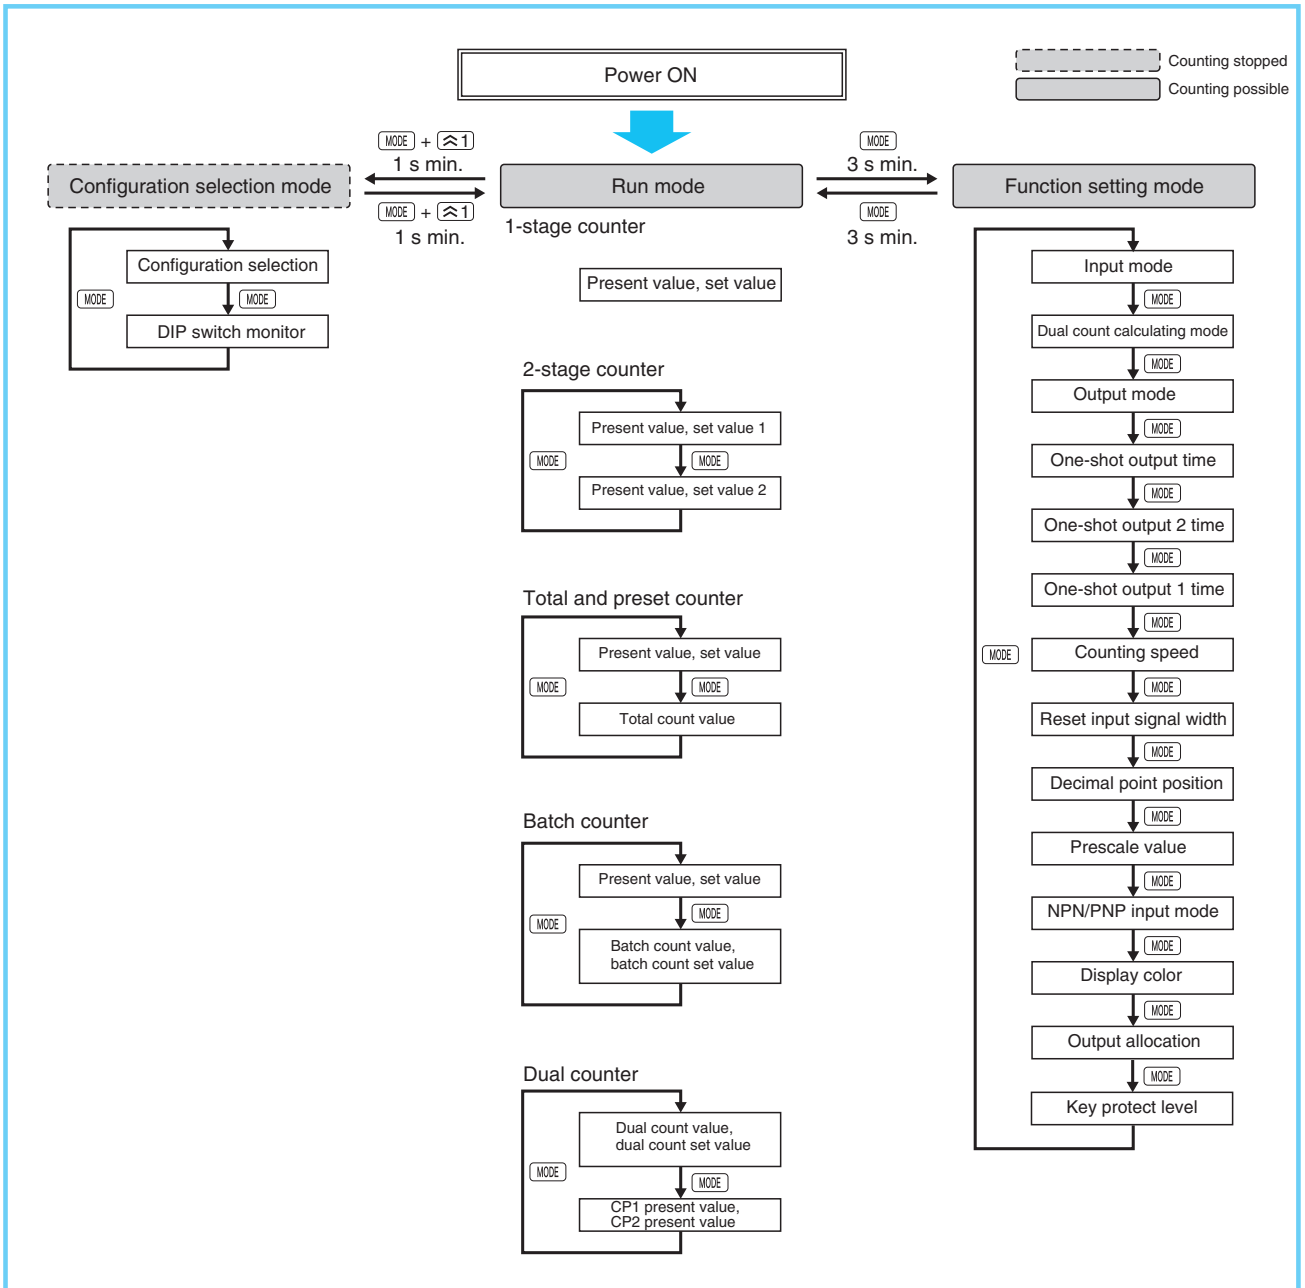 Power ON
Counting stopped
Counting possible
MODE + 1
1 s min.
MODE
3 s min.
Configuration selection mode
Run mode
Function setting mode
MODE + 1
1 s min.
MODE
3 s min.
Configuration selection
MODE
MODE
DIP switch monitor
1-stage counter
Present value, set value
2-stage counter
Present value, set value 1
MODE
MODE
Present value, set value 2
Total and preset counter
Present value, set value
MODE
MODE
Total count value
Batch counter
Present value, set value
MODE
MODE
Batch count value,
batch count set value
Dual counter
Dual count value,
dual count set value
MODE
MODE
CP1 present value,
CP2 present value
Input mode
MODE
Dual count calculating mode
MODE
Output mode
MODE
One-shot output time
MODE
One-shot output 2 time
MODE
One-shot output 1 time
MODE
MODE
Counting speed
MODE
Reset input signal width
MODE
Decimal point position
MODE
Prescale value
MODE
NPN/PNP input mode
MODE
Display color
MODE
Output allocation
MODE
Key protect level